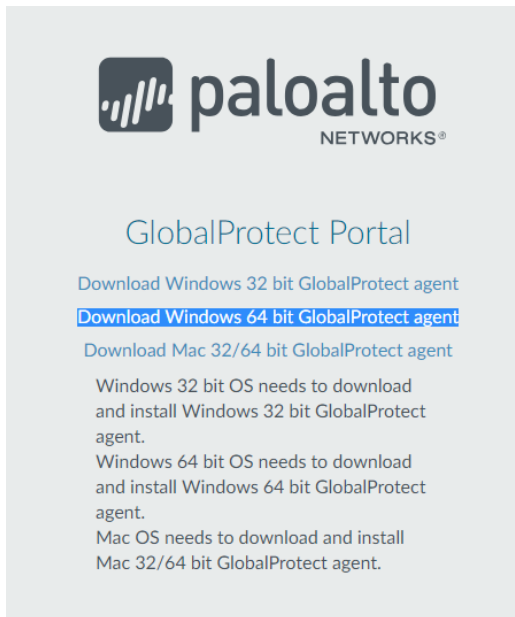 paloalto
NETWORKS®
GlobalProtect Portal
Download Windows 32 bit GlobalProtect agent
Download Windows 64 bit GlobalProtect agent
Download Mac 32/64 bit GlobalProtect agent
Windows 32 bit OS needs to download
and install Windows 32 bit GlobalProtect
agent.
Windows 64 bit OS needs to download
and install Windows 64 bit GlobalProtect
agent.
Mac OS needs to download and install
Mac 32/64 bit GlobalProtect agent.